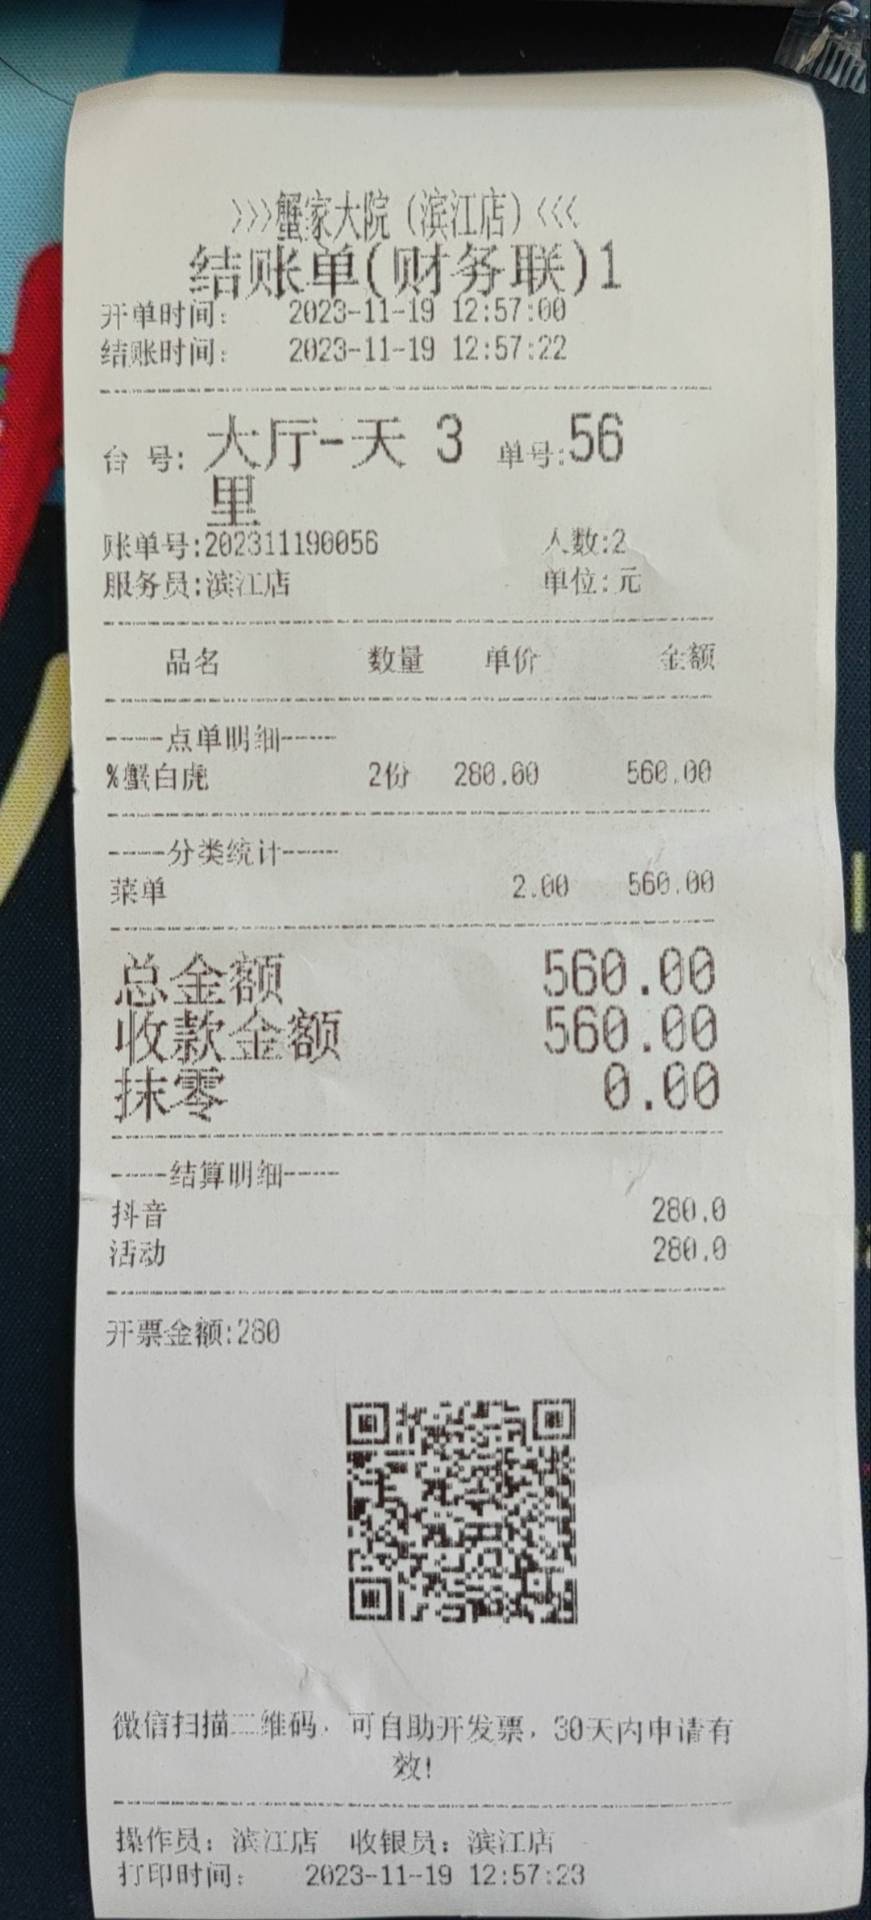 >>>蟹家大院（滨江店）<<<
结账单(财务联)1
开单时间： 2023-11-19 12:57:00
结账时间： 2023-11-19 12:57:22
台 号: 大厅-天 3 单号:56
里
账单号:202311190056 人数:2
服务员:滨江店 单位:元
品名 数量 单价 金额
----点单明细----
%蟹白虎 2份 280.00 560.00
----分类统计----
菜单 2.00 560.00
总金额 560.00
收款金额 560.00
抹零 0.00
----结算明细----
抖音 280.0
活动 280.0
开票金额:280
微信扫描二维码，可自助开发票，30天内申请有
效!
操作员：滨江店 收银员：滨江店
打印时间： 2023-11-19 12:57:23